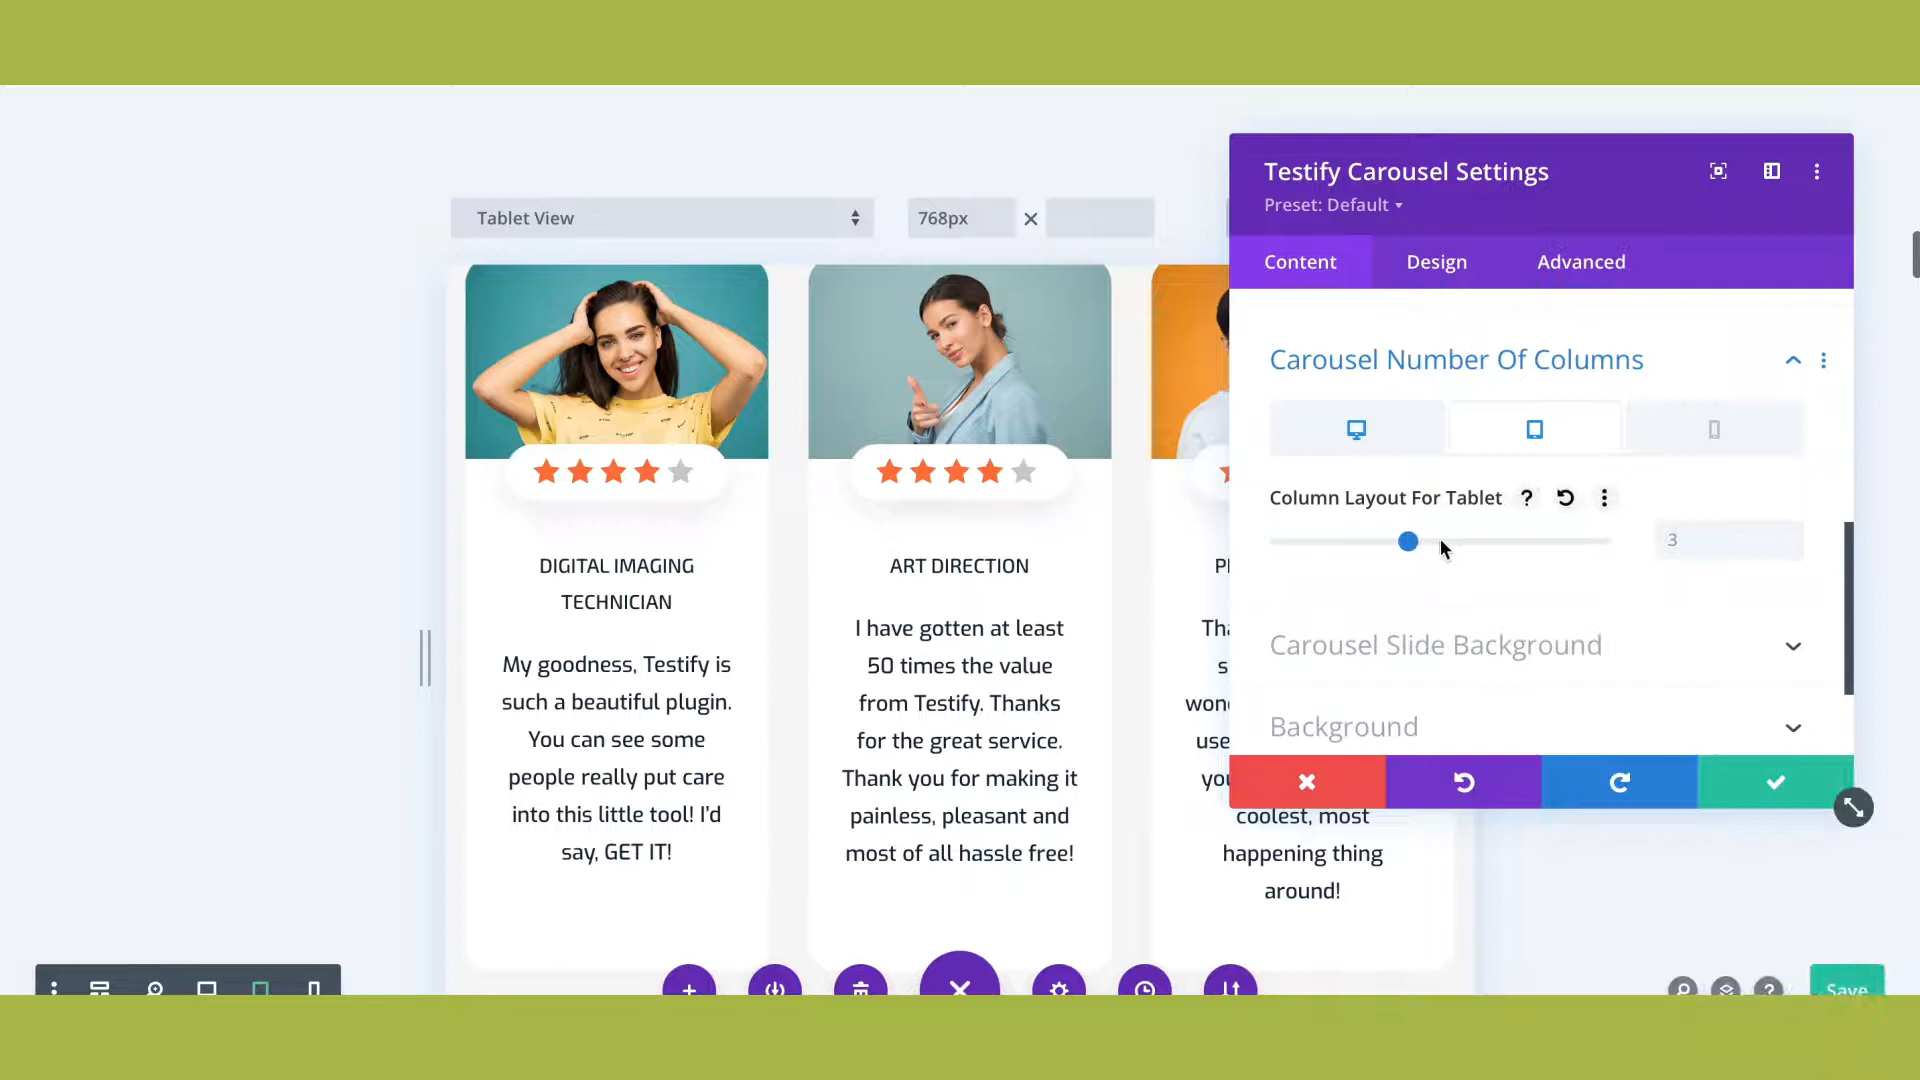 Testify Carousel Settings
Preset: Default
Tablet View
768px
Content
Design
Advanced
Carousel Number Of Columns
Column Layout For Tablet ?
3
Carousel Slide Background
Background
DIGITAL IMAGING
TECHNICIAN
My goodness, Testify is
such a beautiful plugin.
You can see some
people really put care
into this little tool! I'd
say, GET IT!
ART DIRECTION
I have gotten at least
50 times the value
from Testify. Thanks
for the great service.
Thank you for making it
painless, pleasant and
most of all hassle free!
coolest, most
happening thing
around!
?
Save